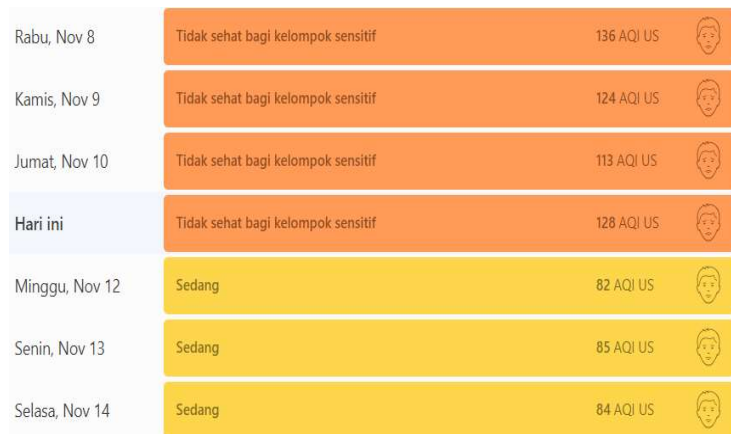 Rabu, Nov 8 Tidak sehat bagi kelompok sensitif 136 AQI US
Kamis, Nov 9 Tidak sehat bagi kelompok sensitif 124 AQI US
Jumat, Nov 10 Tidak sehat bagi kelompok sensitif 113 AQI US
Hari ini Tidak sehat bagi kelompok sensitif 128 AQI US
Minggu, Nov 12 Sedang 82 AQI US
Senin, Nov 13 Sedang 85 AQI US
Selasa, Nov 14 Sedang 84 AQI US